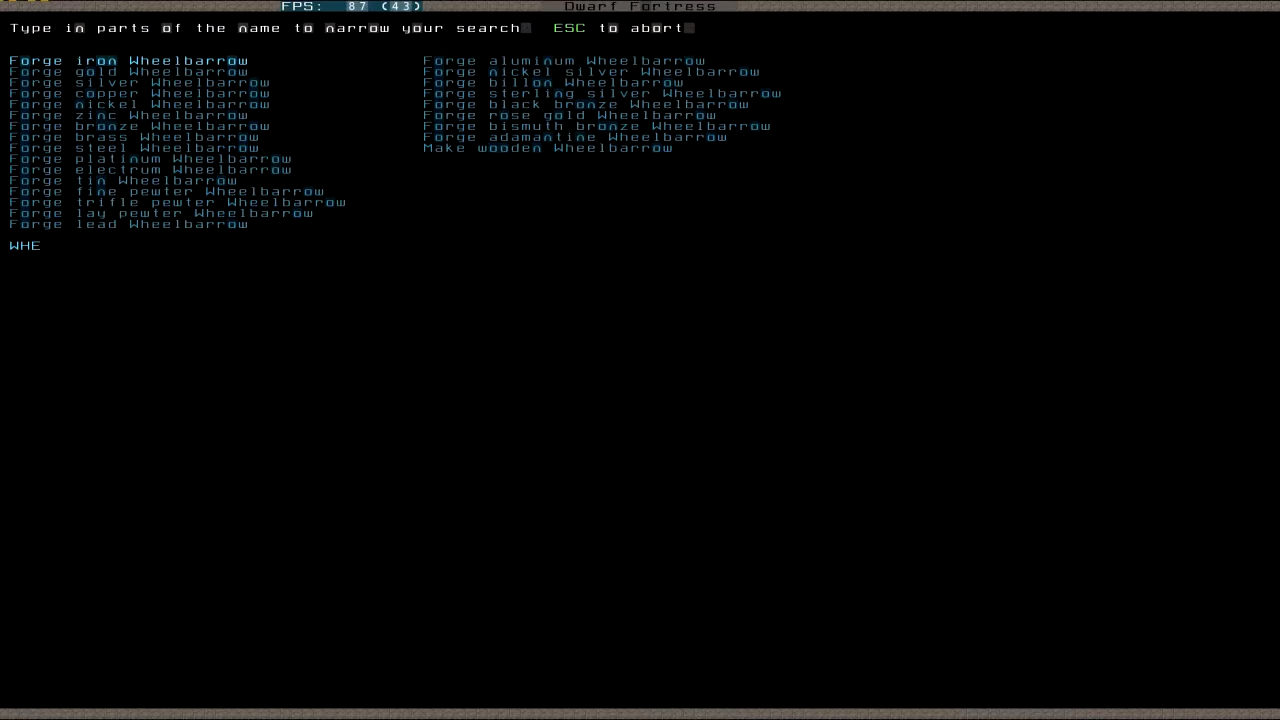 FPS: 87 (43) Dwarf Fortress
Type in parts of the name to narrow your search ESC to abort
Forge iron Wheelbarrow
Forge gold Wheelbarrow
Forge silver Wheelbarrow
Forge copper Wheelbarrow
Forge nickel Wheelbarrow
Forge zinc Wheelbarrow
Forge bronze Wheelbarrow
Forge brass Wheelbarrow
Forge steel Wheelbarrow
Forge platinum Wheelbarrow
Forge electrum Wheelbarrow
Forge tin Wheelbarrow
Forge fine pewter Wheelbarrow
Forge trifle pewter Wheelbarrow
Forge lay pewter Wheelbarrow
Forge lead Wheelbarrow
Forge aluminum Wheelbarrow
Forge nickel silver Wheelbarrow
Forge billon Wheelbarrow
Forge sterling silver Wheelbarrow
Forge black bronze Wheelbarrow
Forge rose gold Wheelbarrow
Forge bismuth bronze Wheelbarrow
Forge adamantine Wheelbarrow
Make wooden Wheelbarrow
WHE